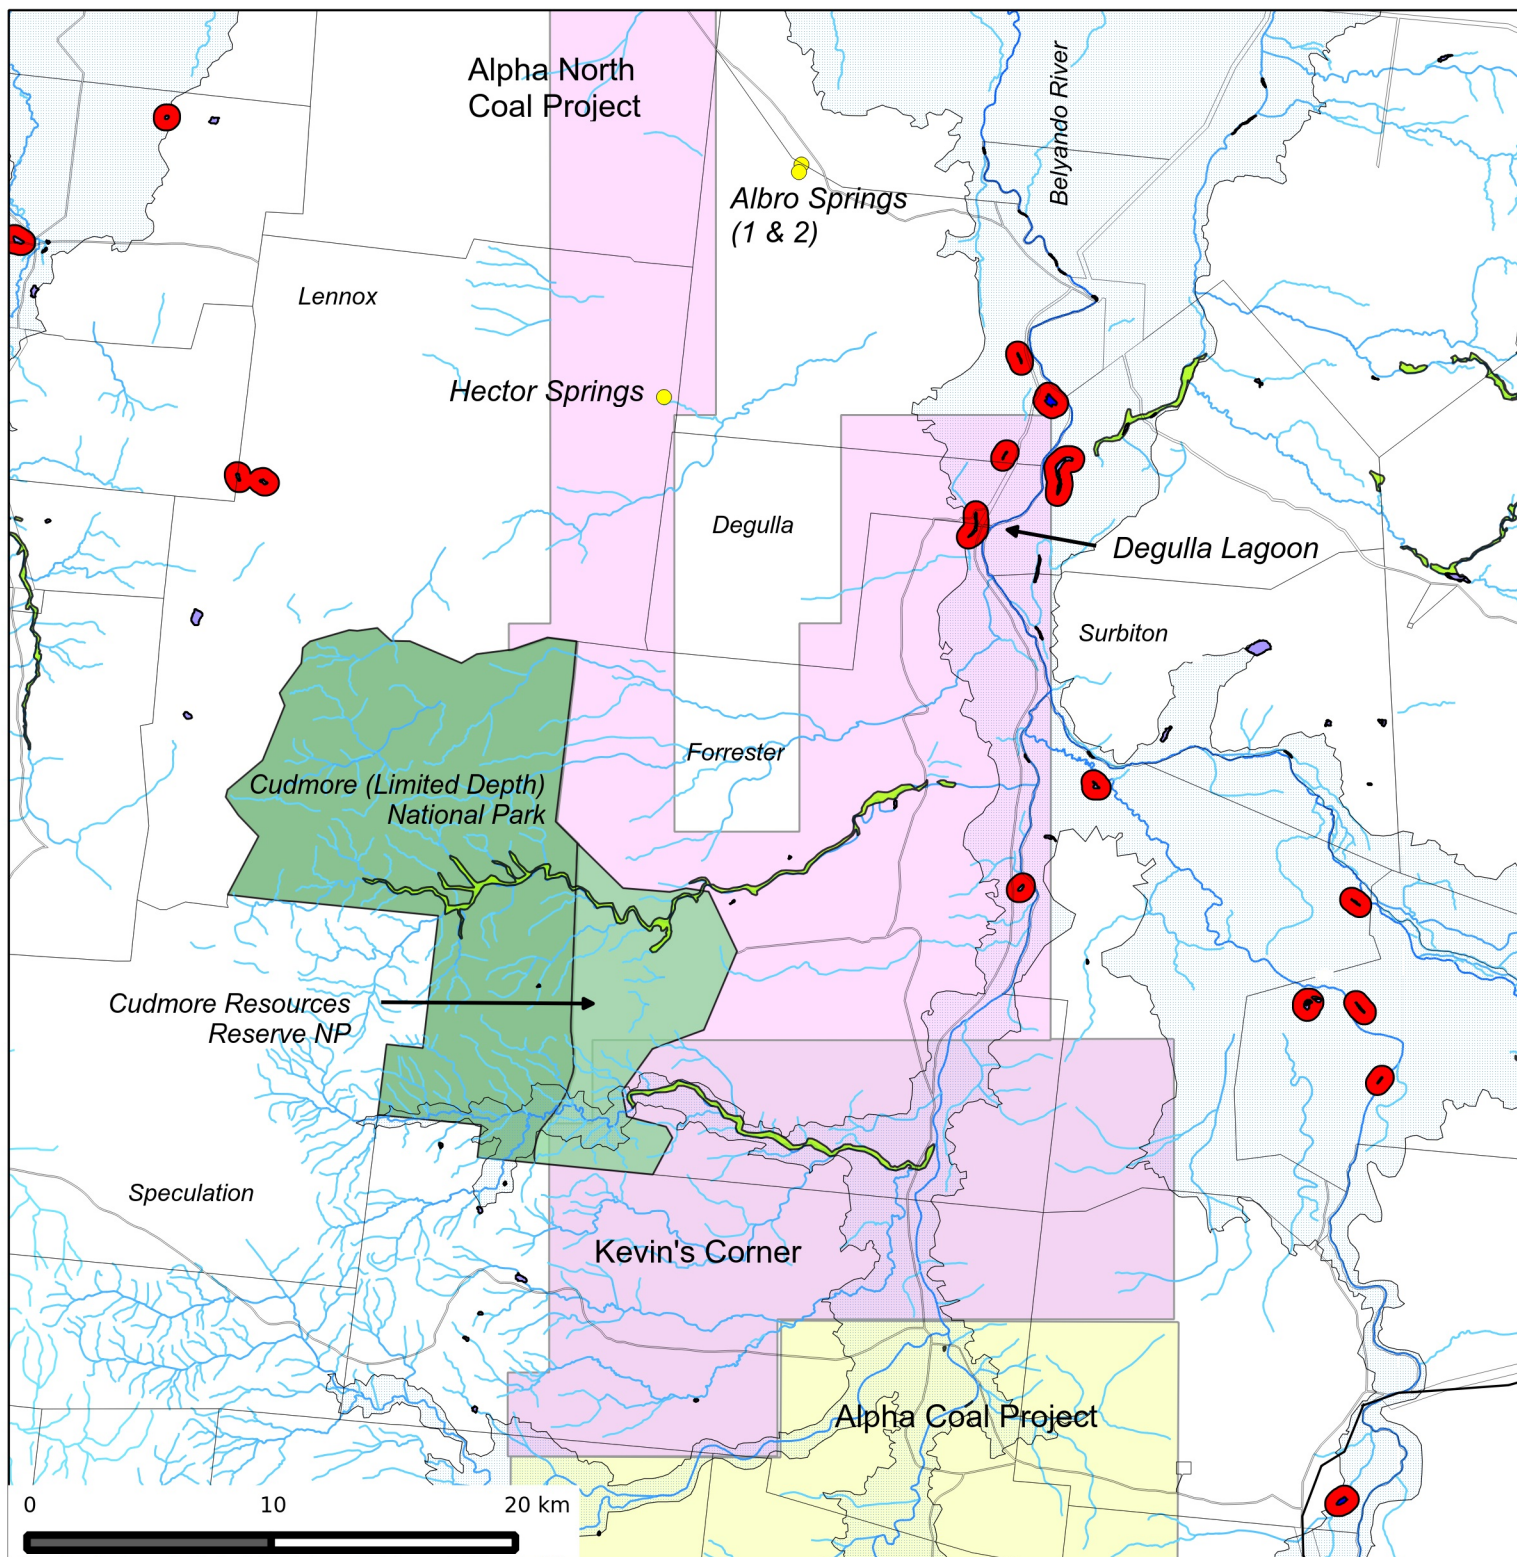 Alpha North
Coal Project
Belyando River
Albro Springs
(1 & 2)
Lennox
Hector Springs
Degulla
Degulla Lagoon
Surbiton
Forrester
Cudmore (Limited Depth)
National Park
Cudmore Resources
Reserve NP
Speculation
Kevin's Corner
Alpha Coal Project
0 10 20 km